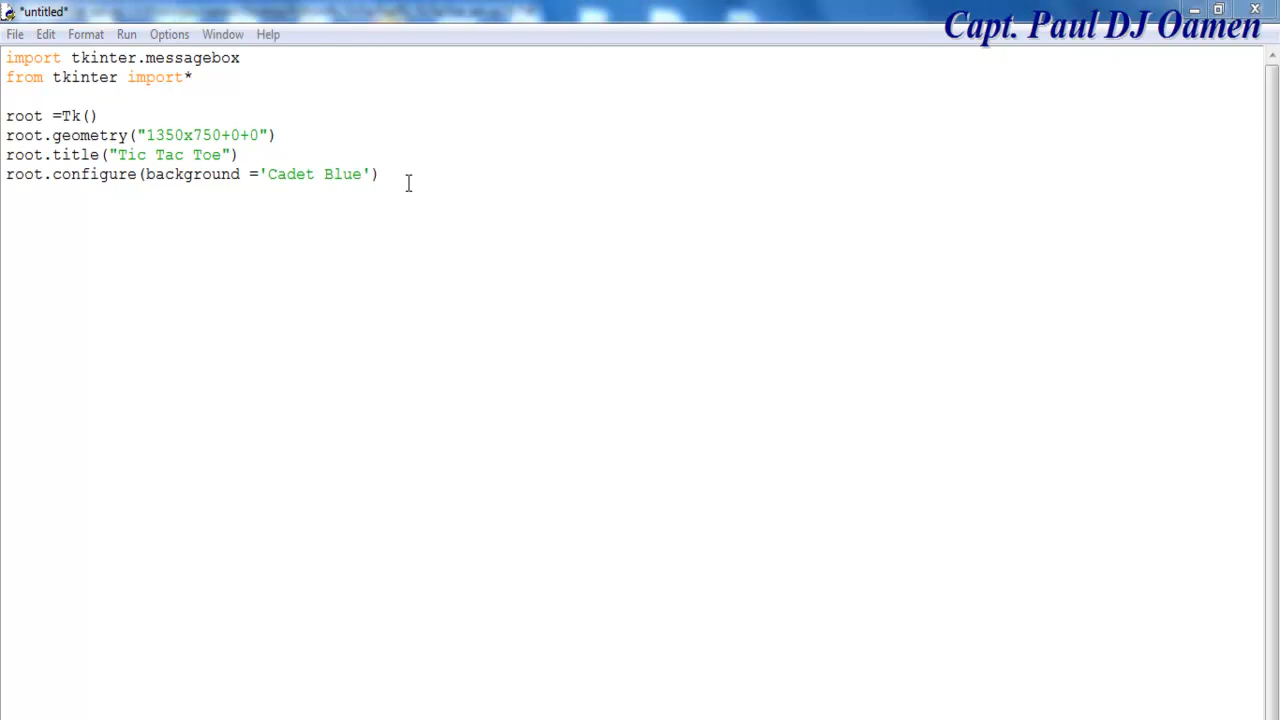 *untitled*
Capt. Paul DJ Oamen
File Edit Format Run Options Window Help
import tkinter.messagebox
from tkinter import*
root =Tk()
root.geometry("1350x750+0+0")
root.title("Tic Tac Toe")
root.configure(background ='Cadet Blue')